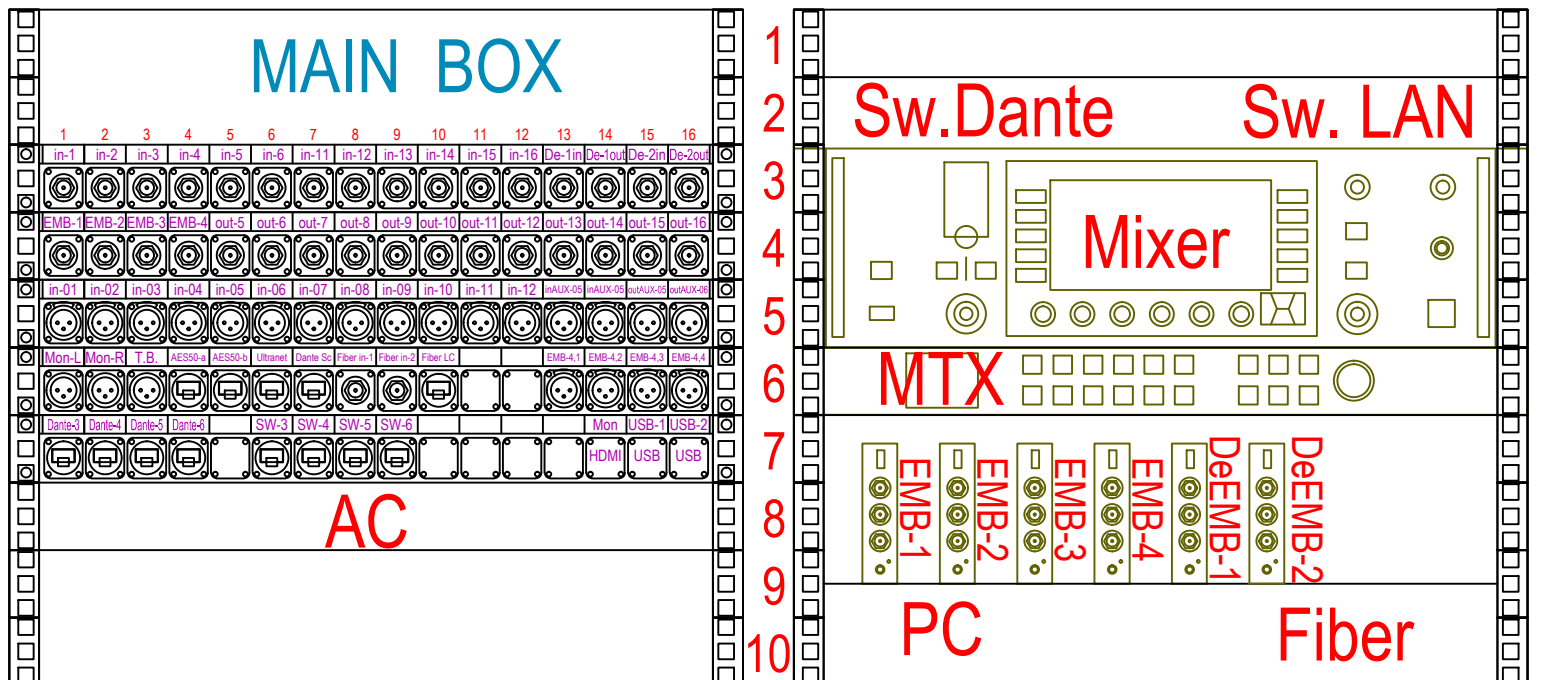 MAIN BOX
1 2 3 4 5 6 7 8 9 10 11 12 13 14 15 16
in-1 in-2 in-3 in-4 in-5 in-6 in-11 in-12 in-13 in-14 in-15 in-16 De-1in De-1out De-2in De-2out
EMB-1 EMB-2 EMB-3 EMB-4 out-5 out-6 out-7 out-8 out-9 out-10 out-11 out-12 out-13 out-14 out-15 out-16
in-01 in-02 in-03 in-04 in-05 in-06 in-07 in-08 in-09 in-10 in-11 in-12 inAUX-05 inAUX-05 outAUX-05 outAUX-06
Mon-L Mon-R T.B. AES50-a AES50-b Ultranet Dante Sc Fiber in-1 Fiber in-2 Fiber LC EMB-4,1 EMB-4,2 EMB-4,3 EMB-4,4
Dante-3 Dante-4 Dante-5 Dante-6 SW-3 SW-4 SW-5 SW-6 Mon USB-1 USB-2
HDMI USB USB
AC
1
2
3
4
5
6
7
8
9
10
Sw.Dante Sw. LAN
Mixer
MTX
EMB-1
EMB-2
EMB-3
EMB-4
DeEMB-1
DeEMB-2
PC Fiber